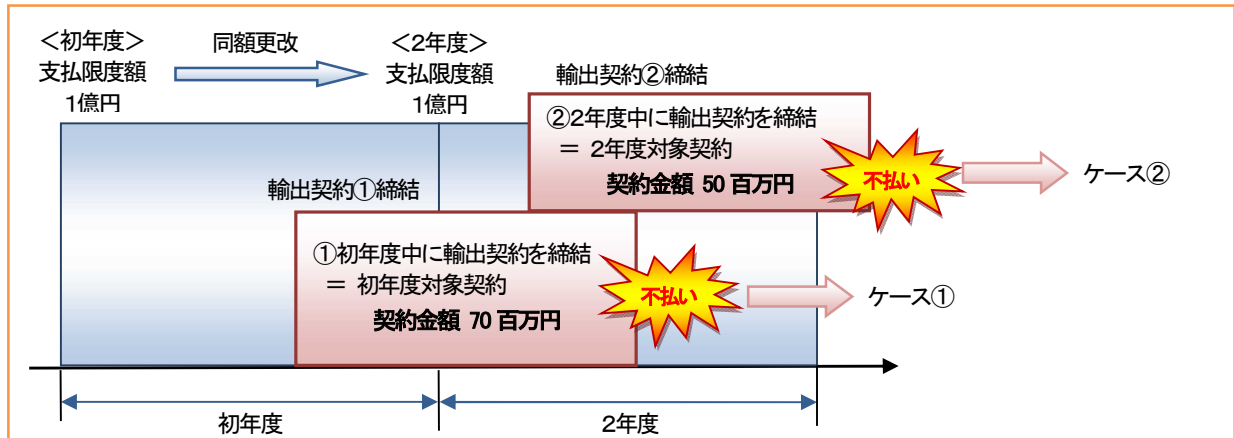 ＜初年度＞
支払限度額
1億円
同額更改
＜2年度＞
支払限度額
1億円
輸出契約②締結
②2年度中に輸出契約を締結
＝ 2年度対象契約
契約金額 50 百万円
不払い
ケース②
輸出契約①締結
①初年度中に輸出契約を締結
＝ 初年度対象契約
契約金額 70 百万円
不払い
ケース①
初年度
2年度